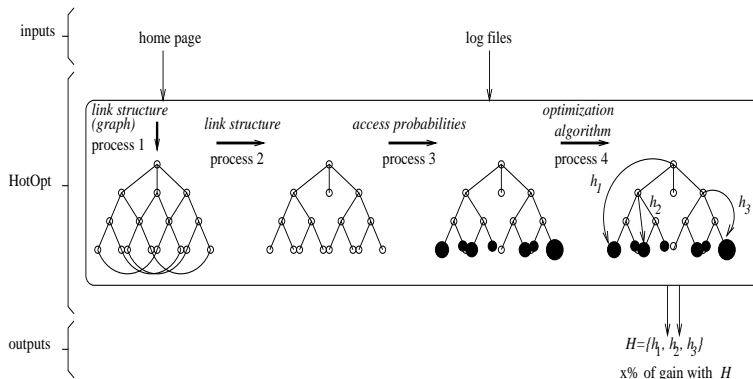 inputs
home page
log files
link structure
(graph)
process 1
link structure
process 2
access probabilities
process 3
optimization
algorithm
process 4
HotOpt
h1
h2
h3
outputs
H={h1, h2, h3}
x% of gain with H